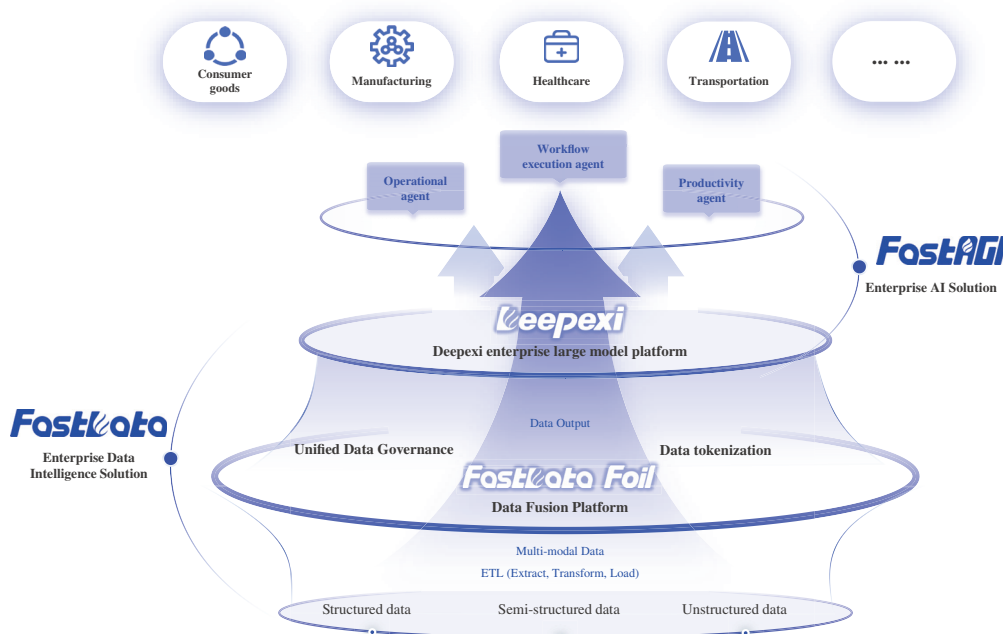 Consumer
goods
Manufacturing
Healthcare
Transportation
... ...
Workflow
execution agent
Operational
agent
Productivity
agent
FastAGI
Enterprise AI Solution
Deepexi
Deepexi enterprise large model platform
FastData
Enterprise Data
Intelligence Solution
Data Output
Unified Data Governance
Data tokenization
FastData Foil
Data Fusion Platform
Multi-modal Data
ETL (Extract, Transform, Load)
Structured data
Semi-structured data
Unstructured data